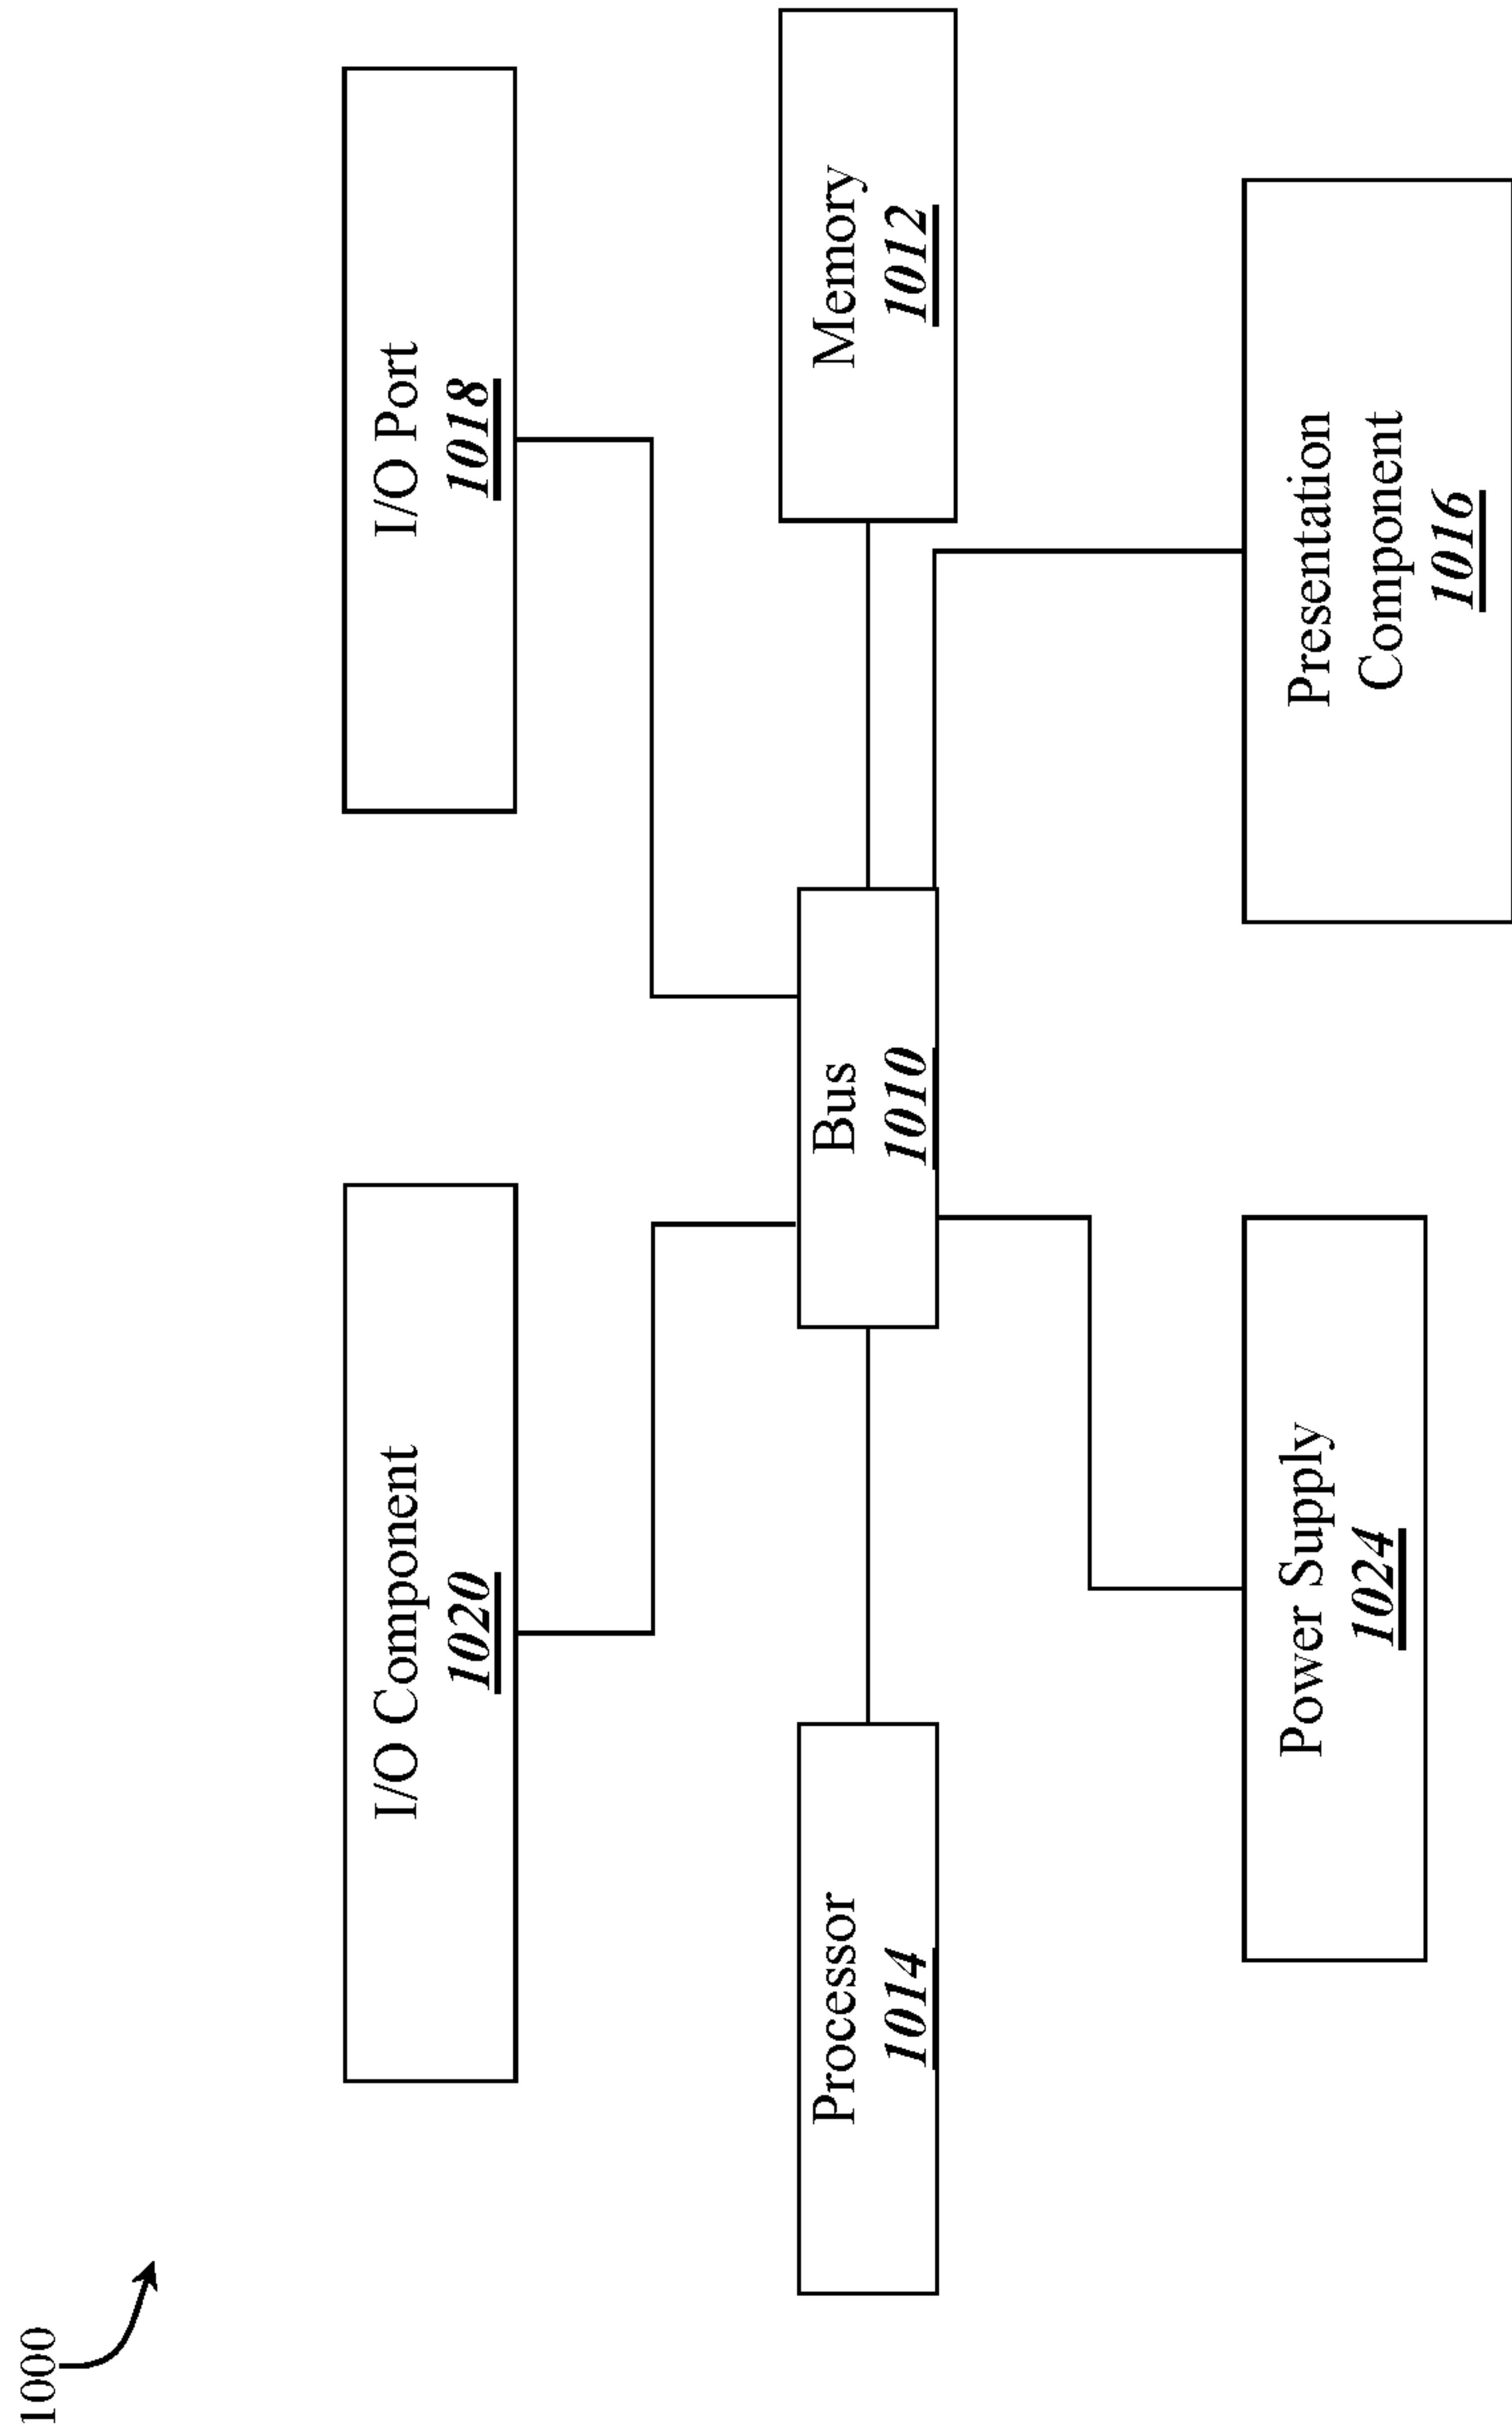 1000
I/O Component
1020
I/O Port
1018
Processor
1014
Bus
1010
Memory
1012
Power Supply
1024
Presentation
Component
1016